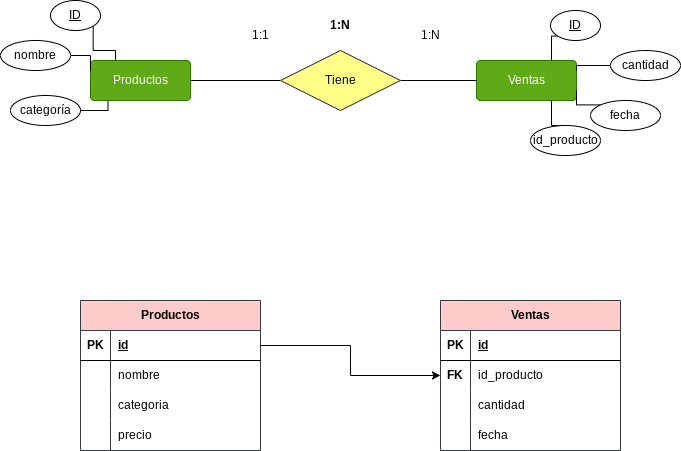 ID
1:1
1:N
1:N
ID
nombre
Productos
Tiene
Ventas
cantidad
categoría
fecha
id_producto
Productos
PK id
nombre
categoria
precio
Ventas
PK id
FK id_producto
cantidad
fecha